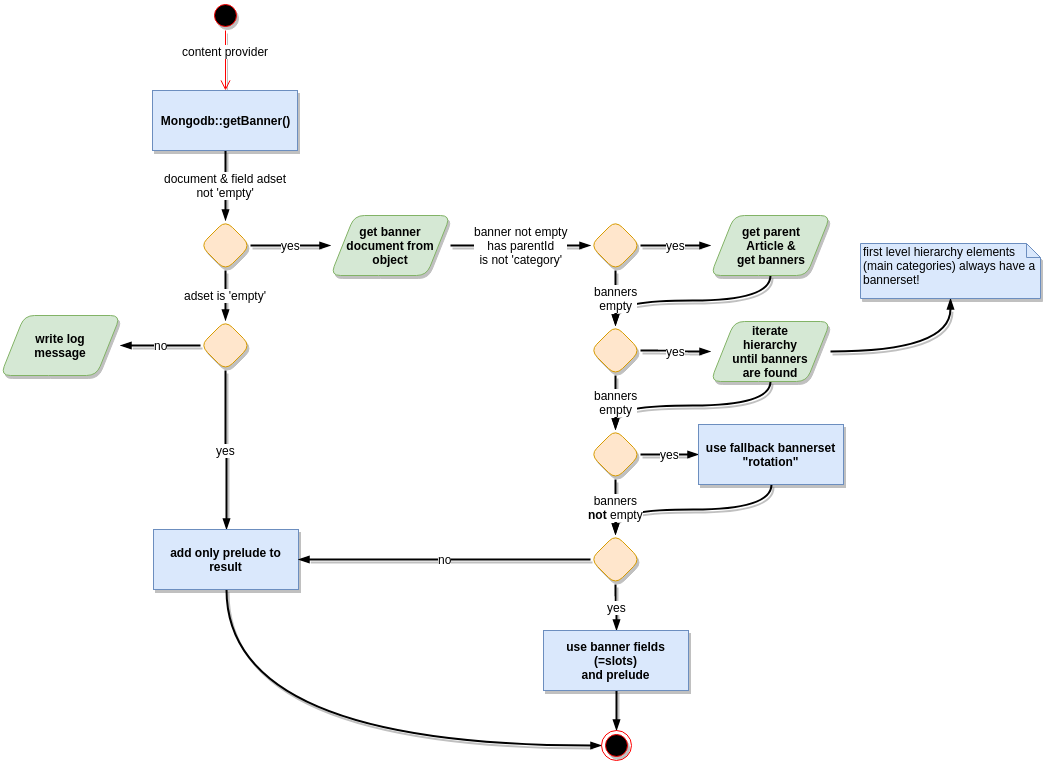 content provider
Mongodb::getBanner()
document & field adset
not 'empty'
yes
get banner
document from
object
banner not empty
has parentId
is not 'category'
yes
get parent
Article &
get banners
first level hierarchy elements
(main categories) always have a
bannerset!
adset is 'empty'
banners
empty
write log
message
no
yes
iterate
hierarchy
until banners
are found
banners
empty
yes
yes
use fallback bannerset
"rotation"
banners
not empty
add only prelude to
result
no
yes
use banner fields
(=slots)
and prelude